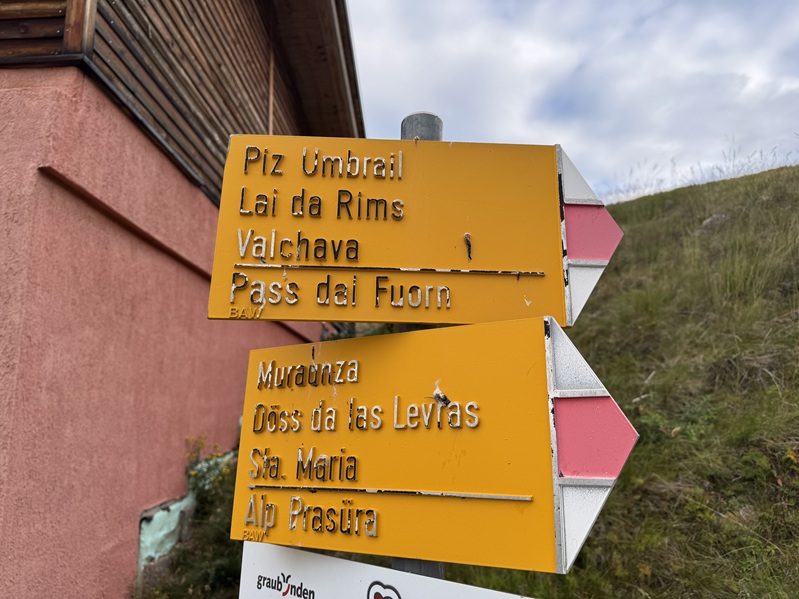 Piz Umbrail
Lai da Rims
Valchava
Pass dal Fuorn
BAW
Muraunza
Döss da las Levras
Sta. Maria
Alp Prasüra
BAW
graubünden